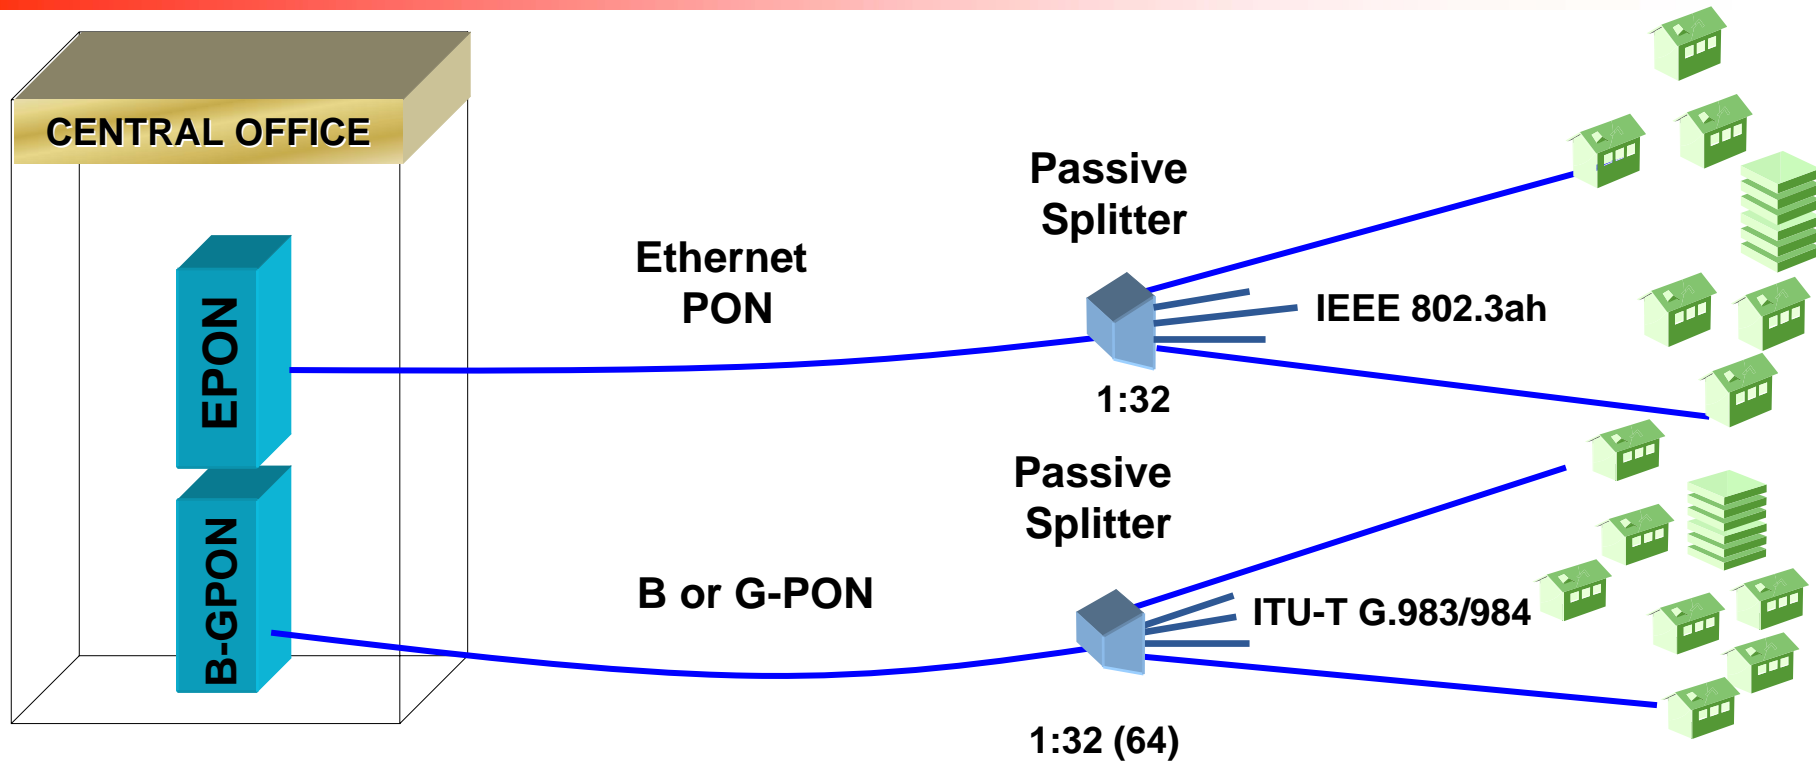 CENTRAL OFFICE
EPON
B-GPON
Ethernet
PON
B or G-PON
Passive
Splitter
IEEE 802.3ah
1:32
Passive
Splitter
ITU-T G.983/984
1:32 (64)